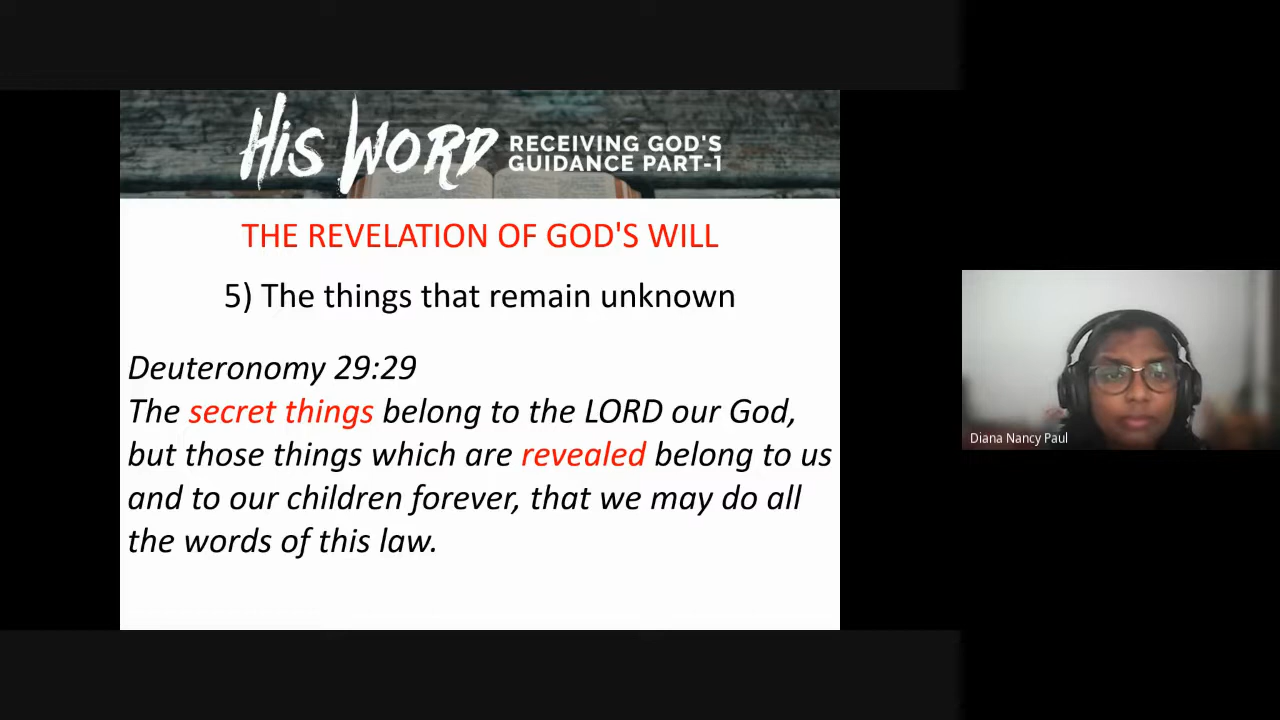 His Word RECEIVING GOD'S
GUIDANCE PART-1
THE REVELATION OF GOD'S WILL
5) The things that remain unknown
Deuteronomy 29:29
The secret things belong to the LORD our God,
but those things which are revealed belong to us
and to our children forever, that we may do all
the words of this law.
Diana Nancy Paul